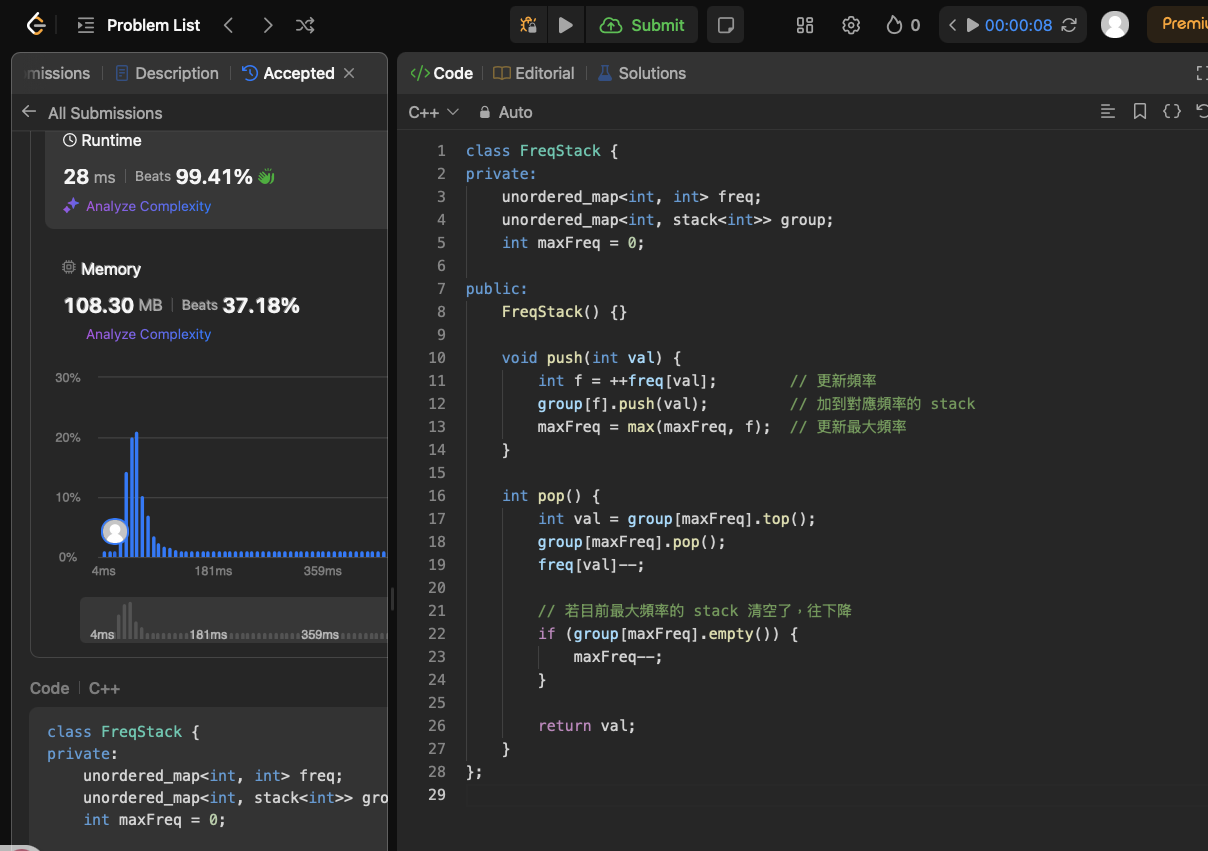 Problem List
Submit
0
00:00:08
Premiu
missions
Description
Accepted
All Submissions
Runtime
28 ms
Beats 99.41%
Analyze Complexity
Memory
108.30 MB
Beats 37.18%
Analyze Complexity
30%
20%
10%
0%
4ms 181ms 359ms
4ms 181ms 359ms
Code C++
class FreqStack {
private:
    unordered_map<int, int> freq;
    unordered_map<int, stack<int>> gro
    int maxFreq = 0;
Code
Editorial
Solutions
C++ Auto
1 class FreqStack {
2 private:
3     unordered_map<int, int> freq;
4     unordered_map<int, stack<int>> group;
5     int maxFreq = 0;
6
7 public:
8     FreqStack() {}
9
10     void push(int val) {
11         int f = ++freq[val];        // 更新頻率
12         group[f].push(val);         // 加到對應頻率的 stack
13         maxFreq = max(maxFreq, f);  // 更新最大頻率
14     }
15
16     int pop() {
17         int val = group[maxFreq].top();
18         group[maxFreq].pop();
19         freq[val]--;
20
21         // 若目前最大頻率的 stack 清空了，往下降
22         if (group[maxFreq].empty()) {
23             maxFreq--;
24         }
25
26         return val;
27     }
28 };
29